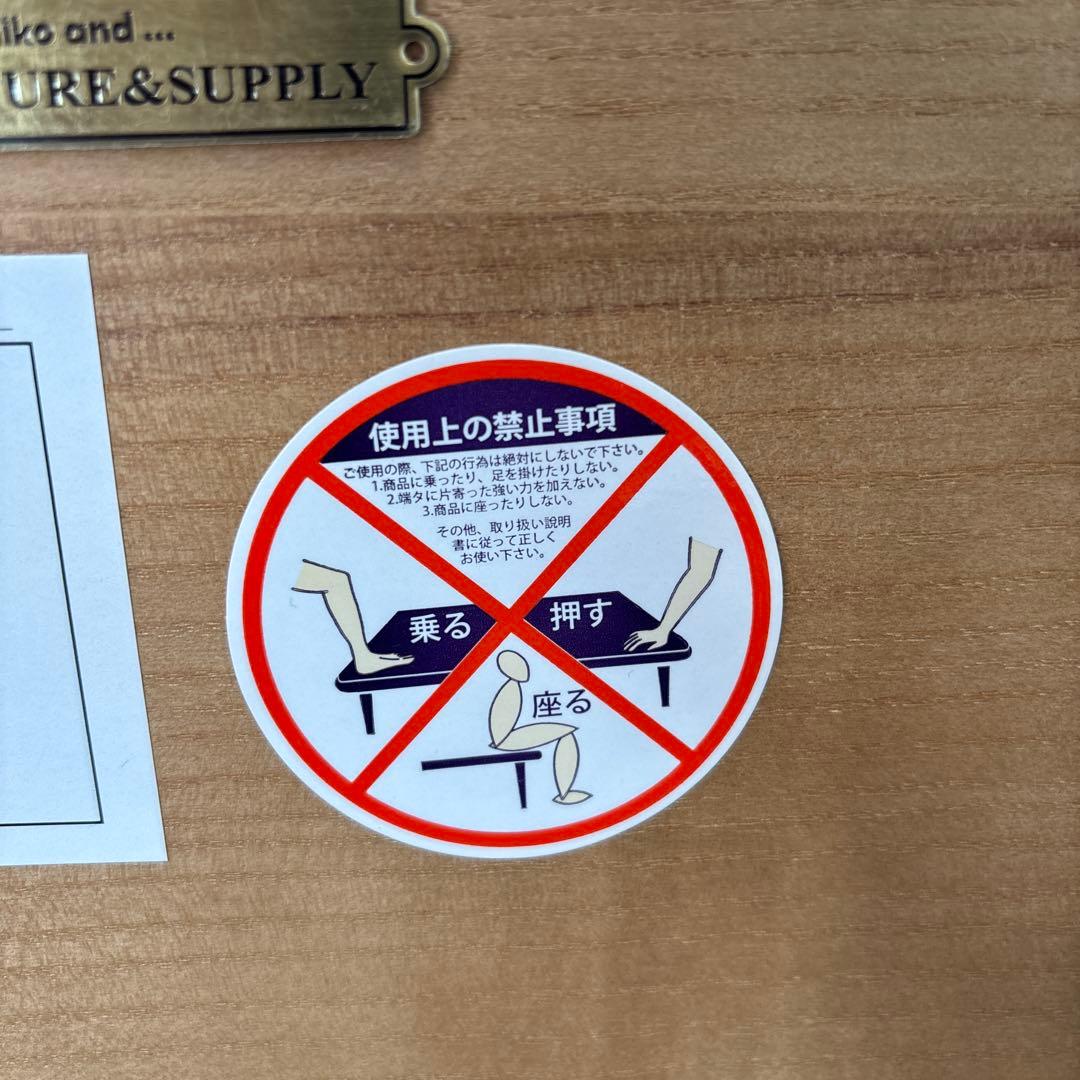 iko and ...
URE&SUPPLY
使用上の禁止事項
ご使用の際、下記の行為は絶対にしないで下さい。
1.商品に乗ったり、足を掛けたりしない。
2.端タに片寄った強い力を加えない。
3.商品に座ったりしない。
その他、取り扱い説明
書に従って正しく
お使い下さい。
乗る
押す
座る